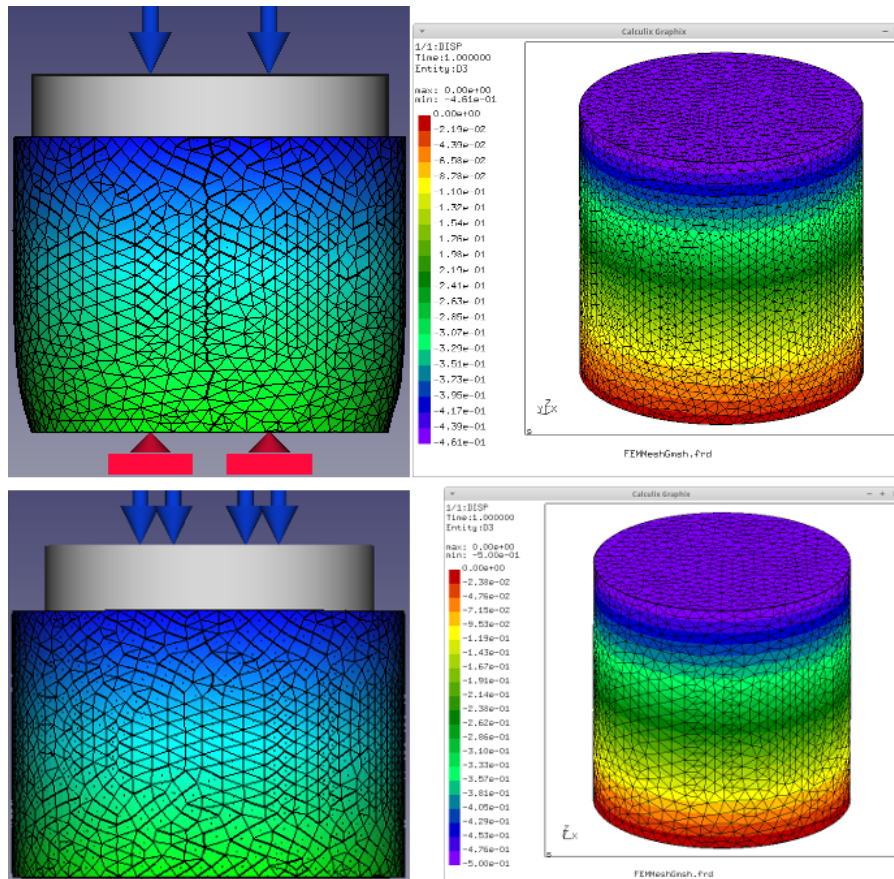 Calculix Graphix
1/1:DISP
Time:1.000000
Entity:D3
max: 0.00e+00
min: -4.61e-01
0.00e+00
-2.19e-02
-4.39e-02
-6.58e-02
-8.78e-02
-1.10e-01
-1.32e-01
-1.54e-01
-1.76e-01
-1.98e-01
-2.19e-01
-2.41e-01
-2.63e-01
-2.85e-01
-3.07e-01
-3.29e-01
-3.51e-01
-3.73e-01
-3.95e-01
-4.17e-01
-4.39e-01
-4.61e-01
Z
Y X
FEMMeshGmsh.frd
Calculix Graphix
1/1:DISP
Time:1.000000
Entity:D3
max: 0.00e+00
min: -5.00e-01
0.00e+00
-2.38e-02
-4.76e-02
-7.15e-02
-9.53e-02
-1.19e-01
-1.43e-01
-1.67e-01
-1.91e-01
-2.14e-01
-2.38e-01
-2.62e-01
-2.86e-01
-3.10e-01
-3.33e-01
-3.57e-01
-3.81e-01
-4.05e-01
-4.29e-01
-4.53e-01
-4.76e-01
-5.00e-01
Z
X
FEMMeshGmsh.frd